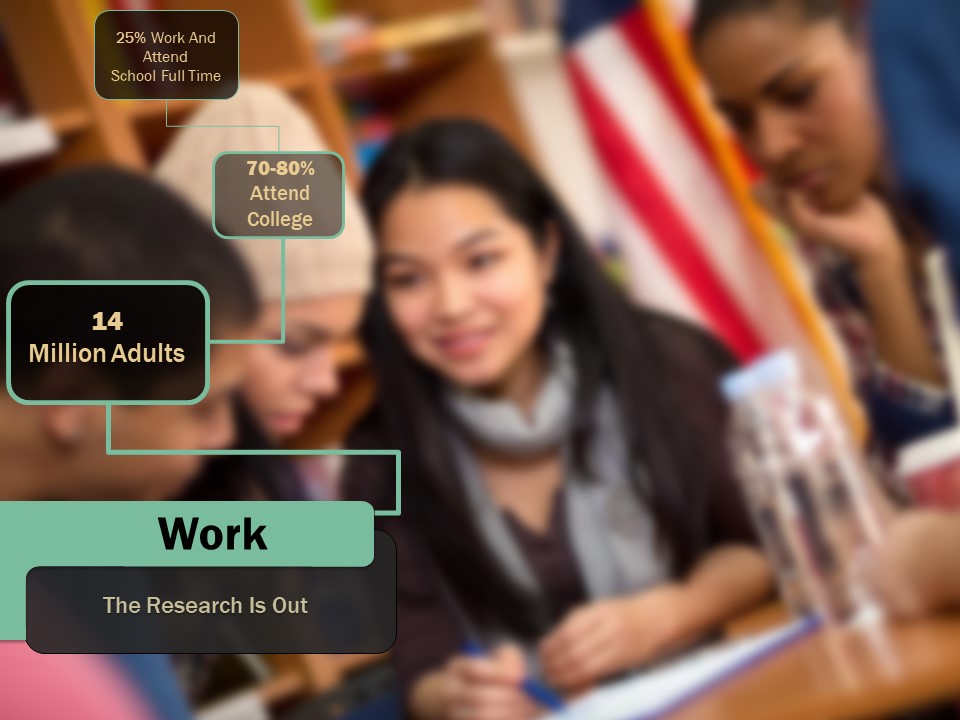 25% Work And
Attend
School Full Time
70-80%
Attend
College
14
Million Adults
Work
The Research Is Out